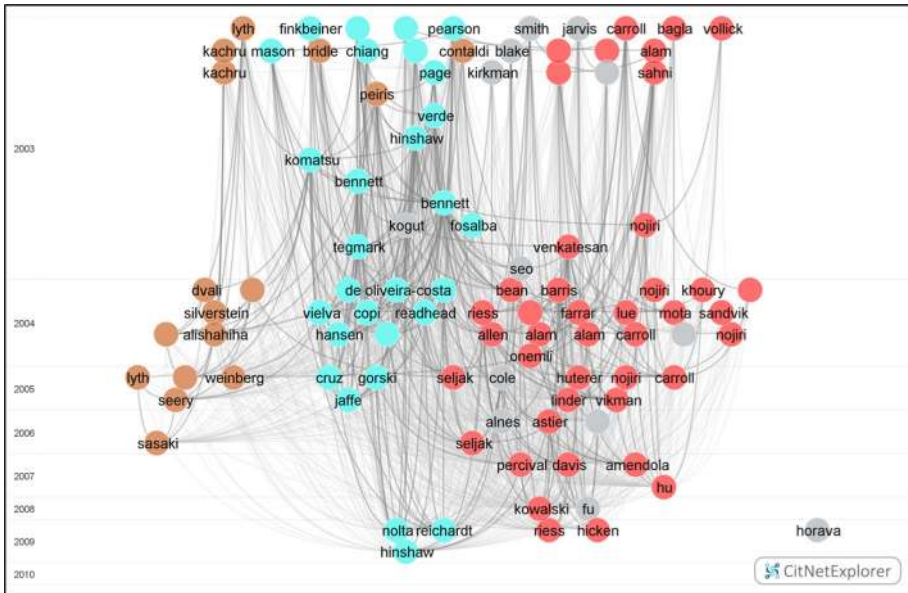 lyth finkbeiner pearson smith jarvis carroll bagla vollick
kachru mason bridle chiang contaldi blake alam
kachru page kirkman sahni
peiris
verde
2003 hinshaw
komatsu
bennett
bennett
kogut fosalba nojiri
tegmark venkatesan
seo
dvali de oliveira-costa bean barris nojiri khoury
silverstein vielva copi readhead riess farrar lue mota sandvik
2004 alishahiha hansen allen alam alam carroll nojiri
onemli
lyth weinberg cruz gorski seljak cole huterer nojiri carroll
2005 seery jaffe linder vikman
alnes astier
2006 sasaki seljak
percival davis amendola
2007 hu
2008 kowalski fu
nolta reichardt riess hicken horava
2009 hinshaw
2010 CitNetExplorer